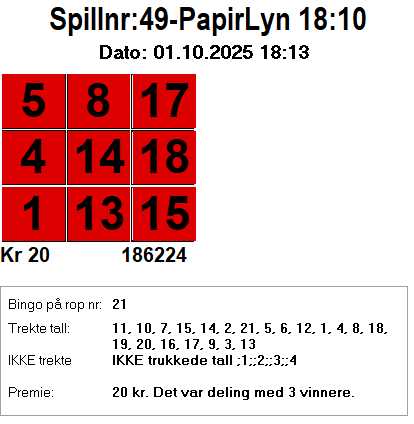 Spillnr:49-PapirLyn 18:10
Dato: 01.10.2025 18:13
5 8 17
4 14 18
1 13 15
Kr 20 186224
Bingo på rop nr: 21
Trekte tall: 11, 10, 7, 15, 14, 2, 21, 5, 6, 12, 1, 4, 8, 18,
19, 20, 16, 17, 9, 3, 13
IKKE trekte IKKE trukkede tall ;1;;2;;3;;4
Premie: 20 kr. Det var deling med 3 vinnere.